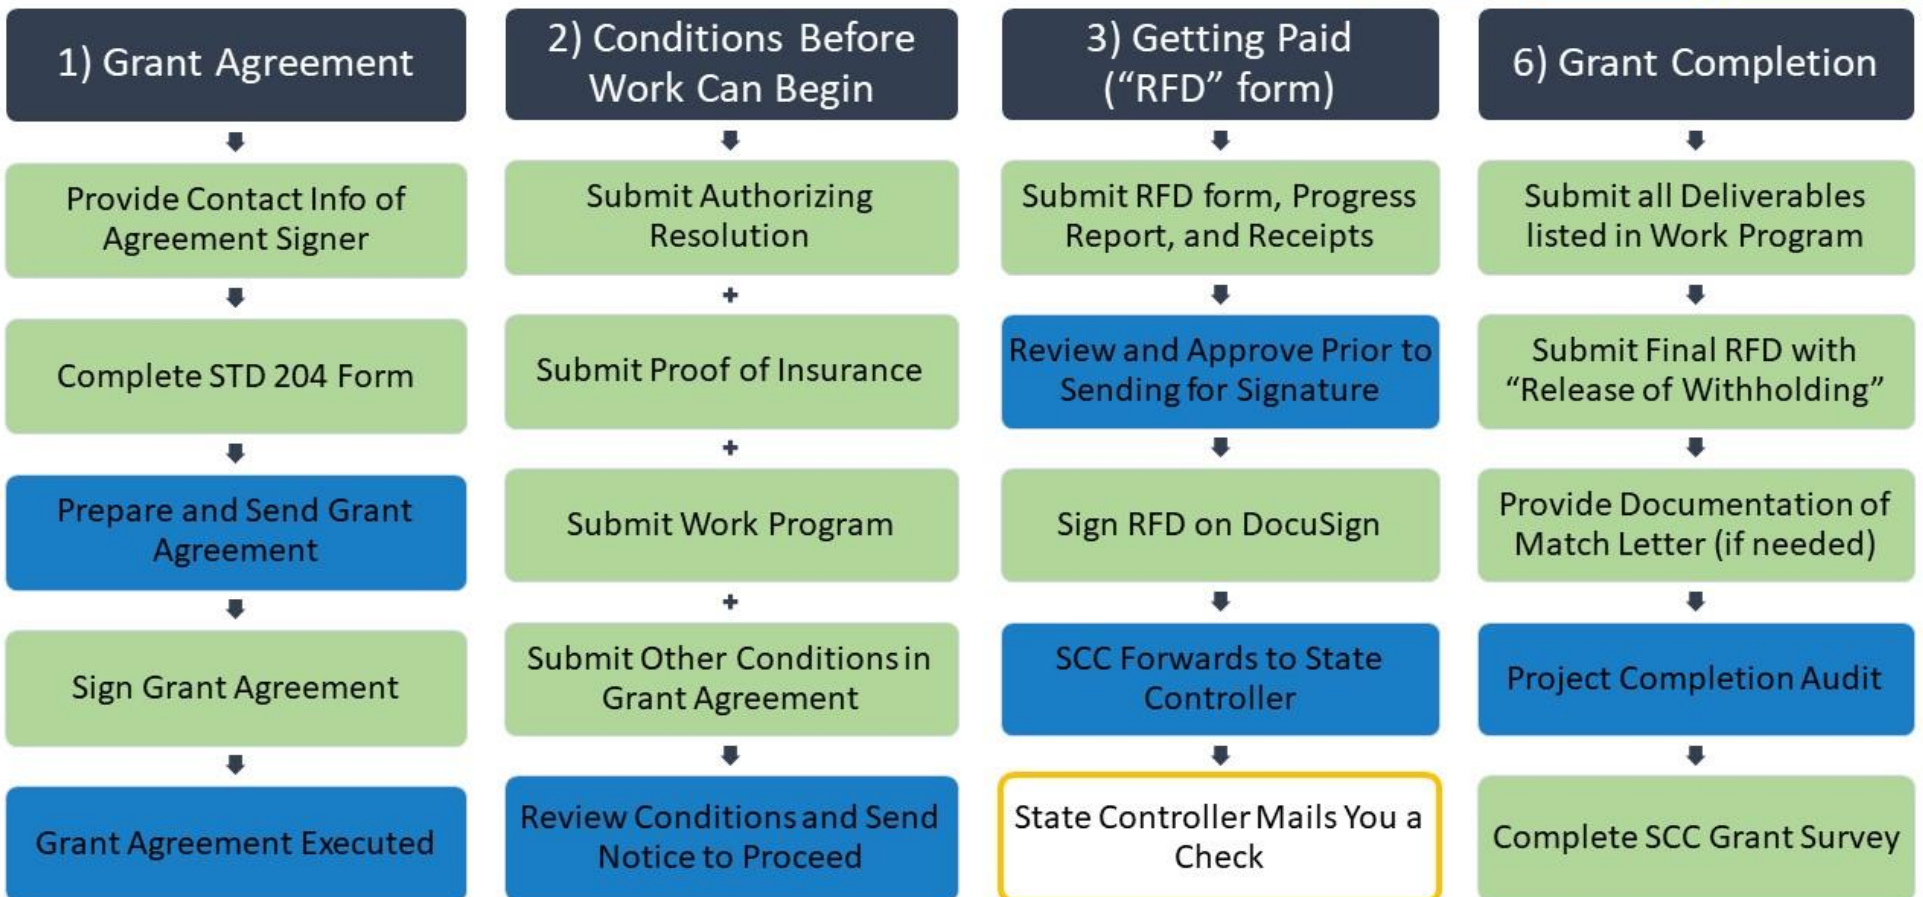 1) Grant Agreement
Provide Contact Info of
Agreement Signer
Complete STD 204 Form
Prepare and Send Grant
Agreement
Sign Grant Agreement
Grant Agreement Executed
2) Conditions Before
Work Can Begin
Submit Authorizing
Resolution
+
Submit Proof of Insurance
+
Submit Work Program
+
Submit Other Conditions in
Grant Agreement
Review Conditions and Send
Notice to Proceed
3) Getting Paid
(“RFD” form)
Submit RFD form, Progress
Report, and Receipts
Review and Approve Prior to
Sending for Signature
Sign RFD on DocuSign
SCC Forwards to State
Controller
State Controller Mails You a
Check
6) Grant Completion
Submit all Deliverables
listed in Work Program
Submit Final RFD with
“Release of Withholding”
Provide Documentation of
Match Letter (if needed)
Project Completion Audit
Complete SCC Grant Survey